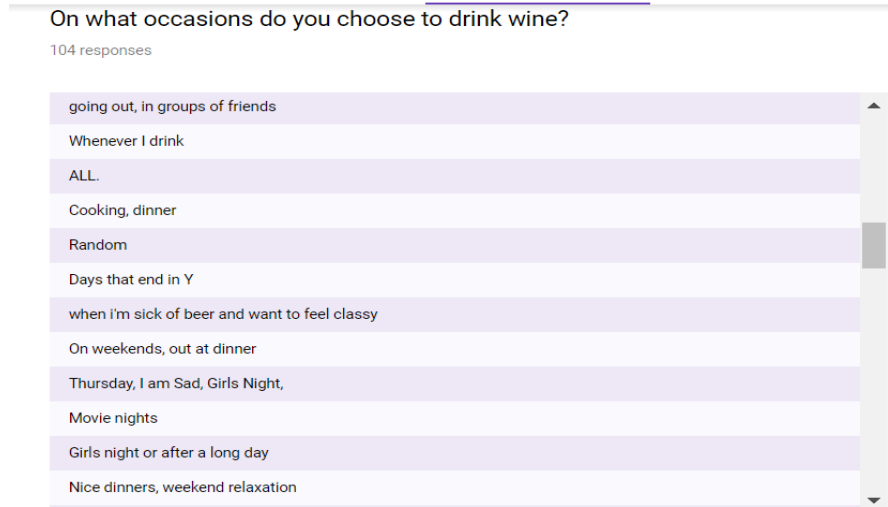 On what occasions do you choose to drink wine?
104 responses
going out, in groups of friends
Whenever I drink
ALL.
Cooking, dinner
Random
Days that end in Y
when i'm sick of beer and want to feel classy
On weekends, out at dinner
Thursday, I am Sad, Girls Night,
Movie nights
Girls night or after a long day
Nice dinners, weekend relaxation